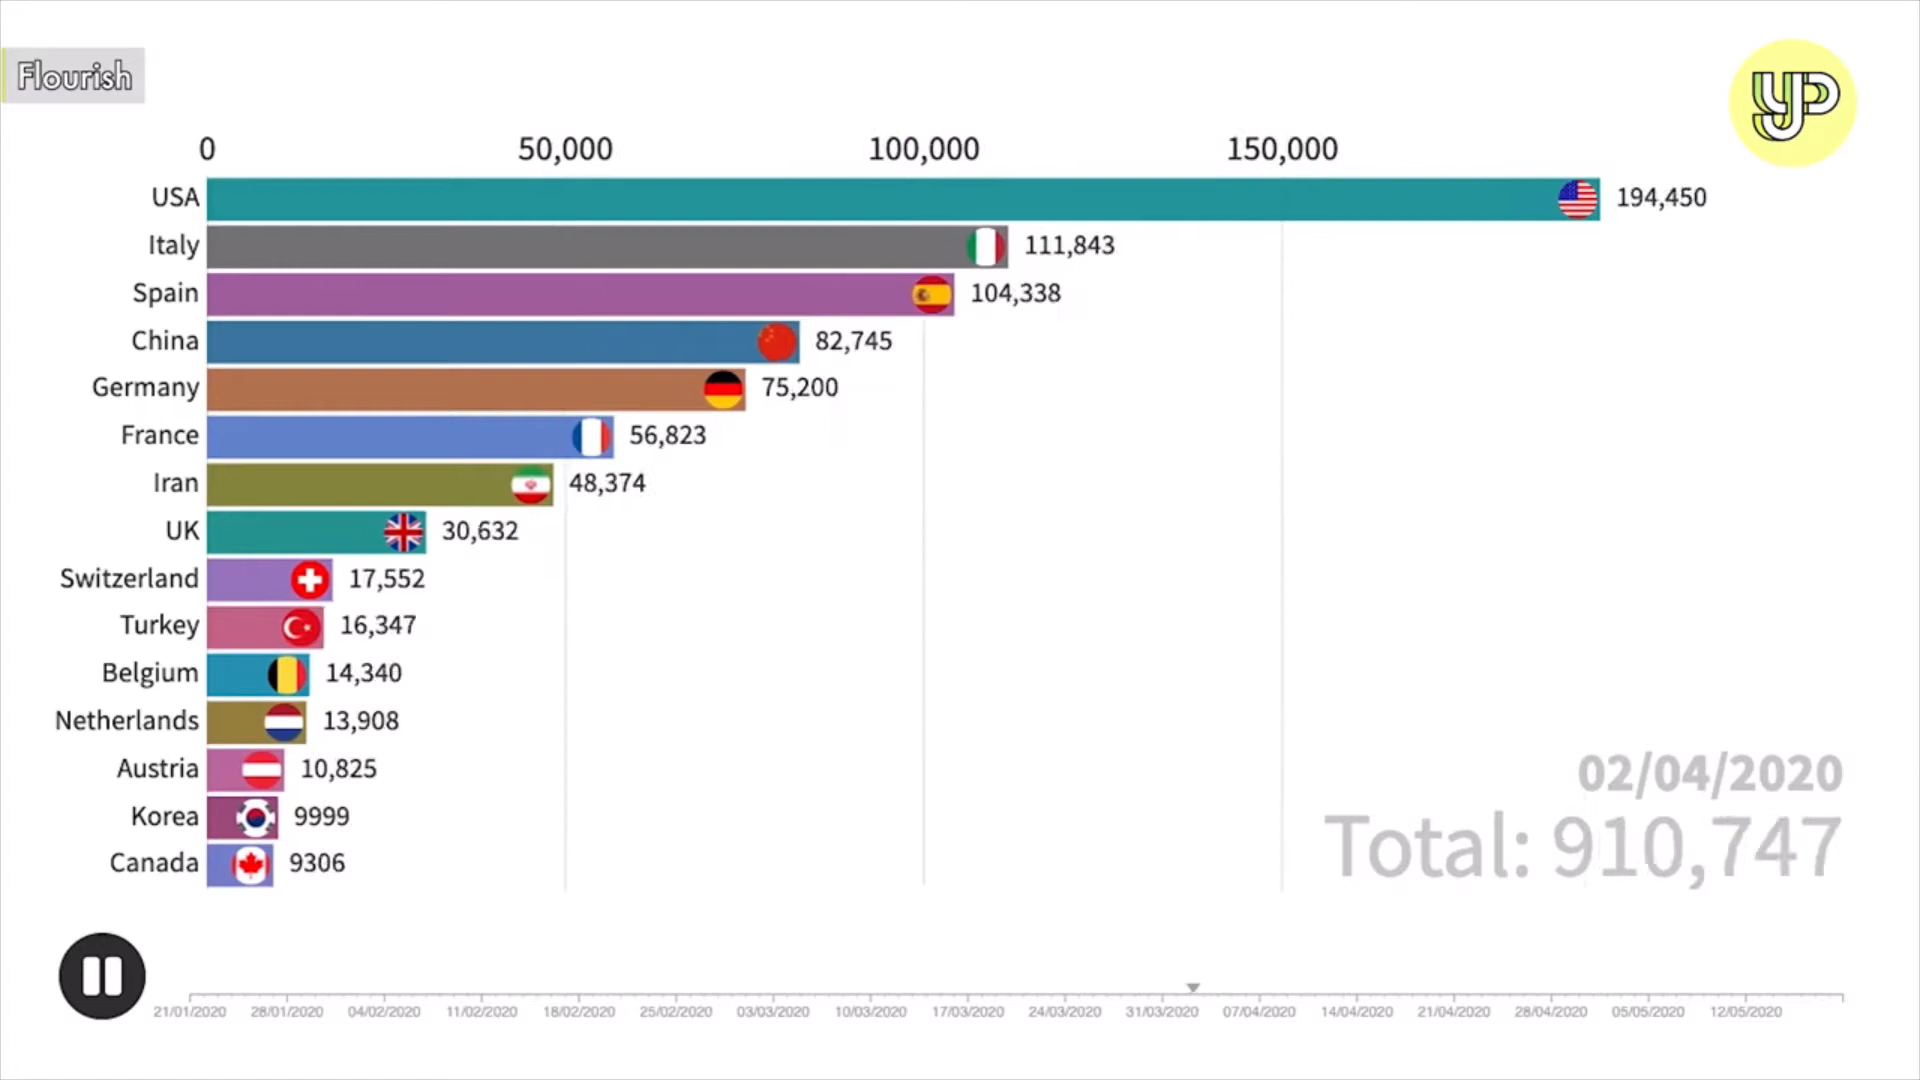 Flourish
YJP
0 50,000 100,000 150,000
USA 194,450
Italy 111,843
Spain 104,338
China 82,745
Germany 75,200
France 56,823
Iran 48,374
UK 30,632
Switzerland 17,552
Turkey 16,347
Belgium 14,340
Netherlands 13,908
Austria 10,825
Korea 9999
Canada 9306
02/04/2020
Total: 910,747
21/01/2020 28/01/2020 04/02/2020 11/02/2020 18/02/2020 25/02/2020 03/03/2020 10/03/2020 17/03/2020 24/03/2020 31/03/2020 07/04/2020 14/04/2020 21/04/2020 28/04/2020 05/05/2020 12/05/2020